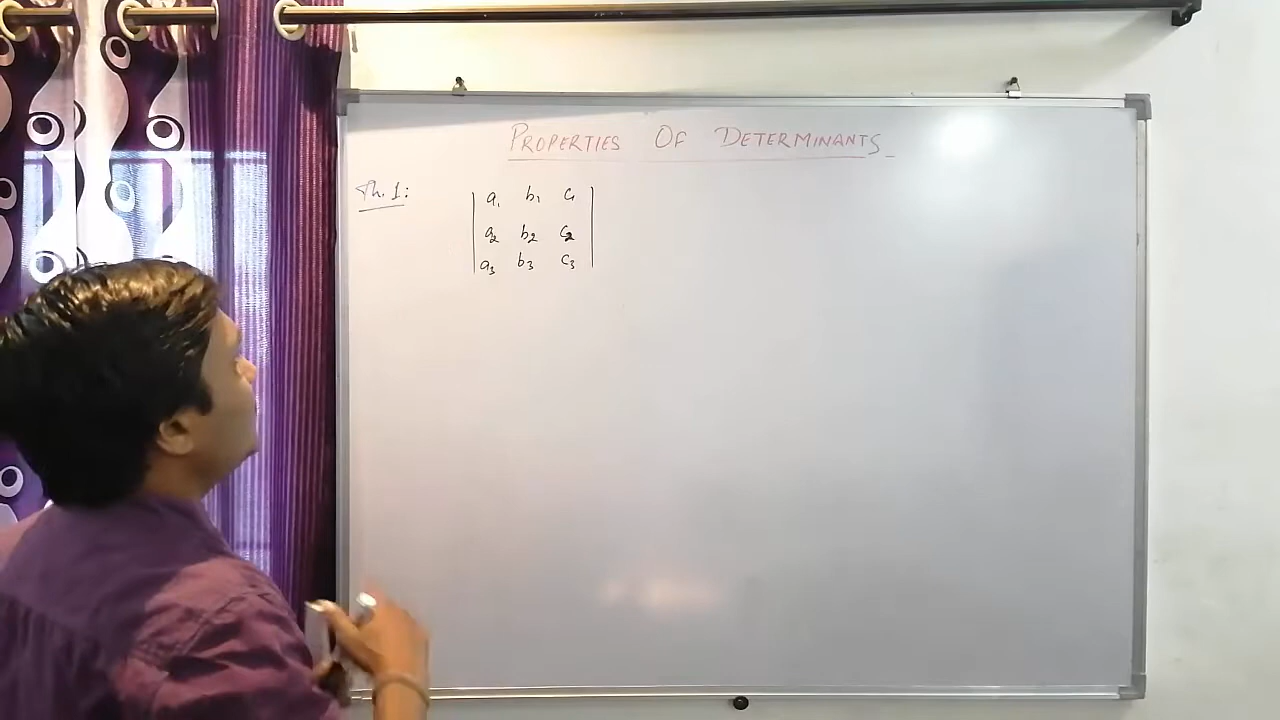 PROPERTIES OF DETERMINANTS
Th. 1:
a₁ b₁ c₁
a₂ b₂ c₂
a₃ b₃ c₃